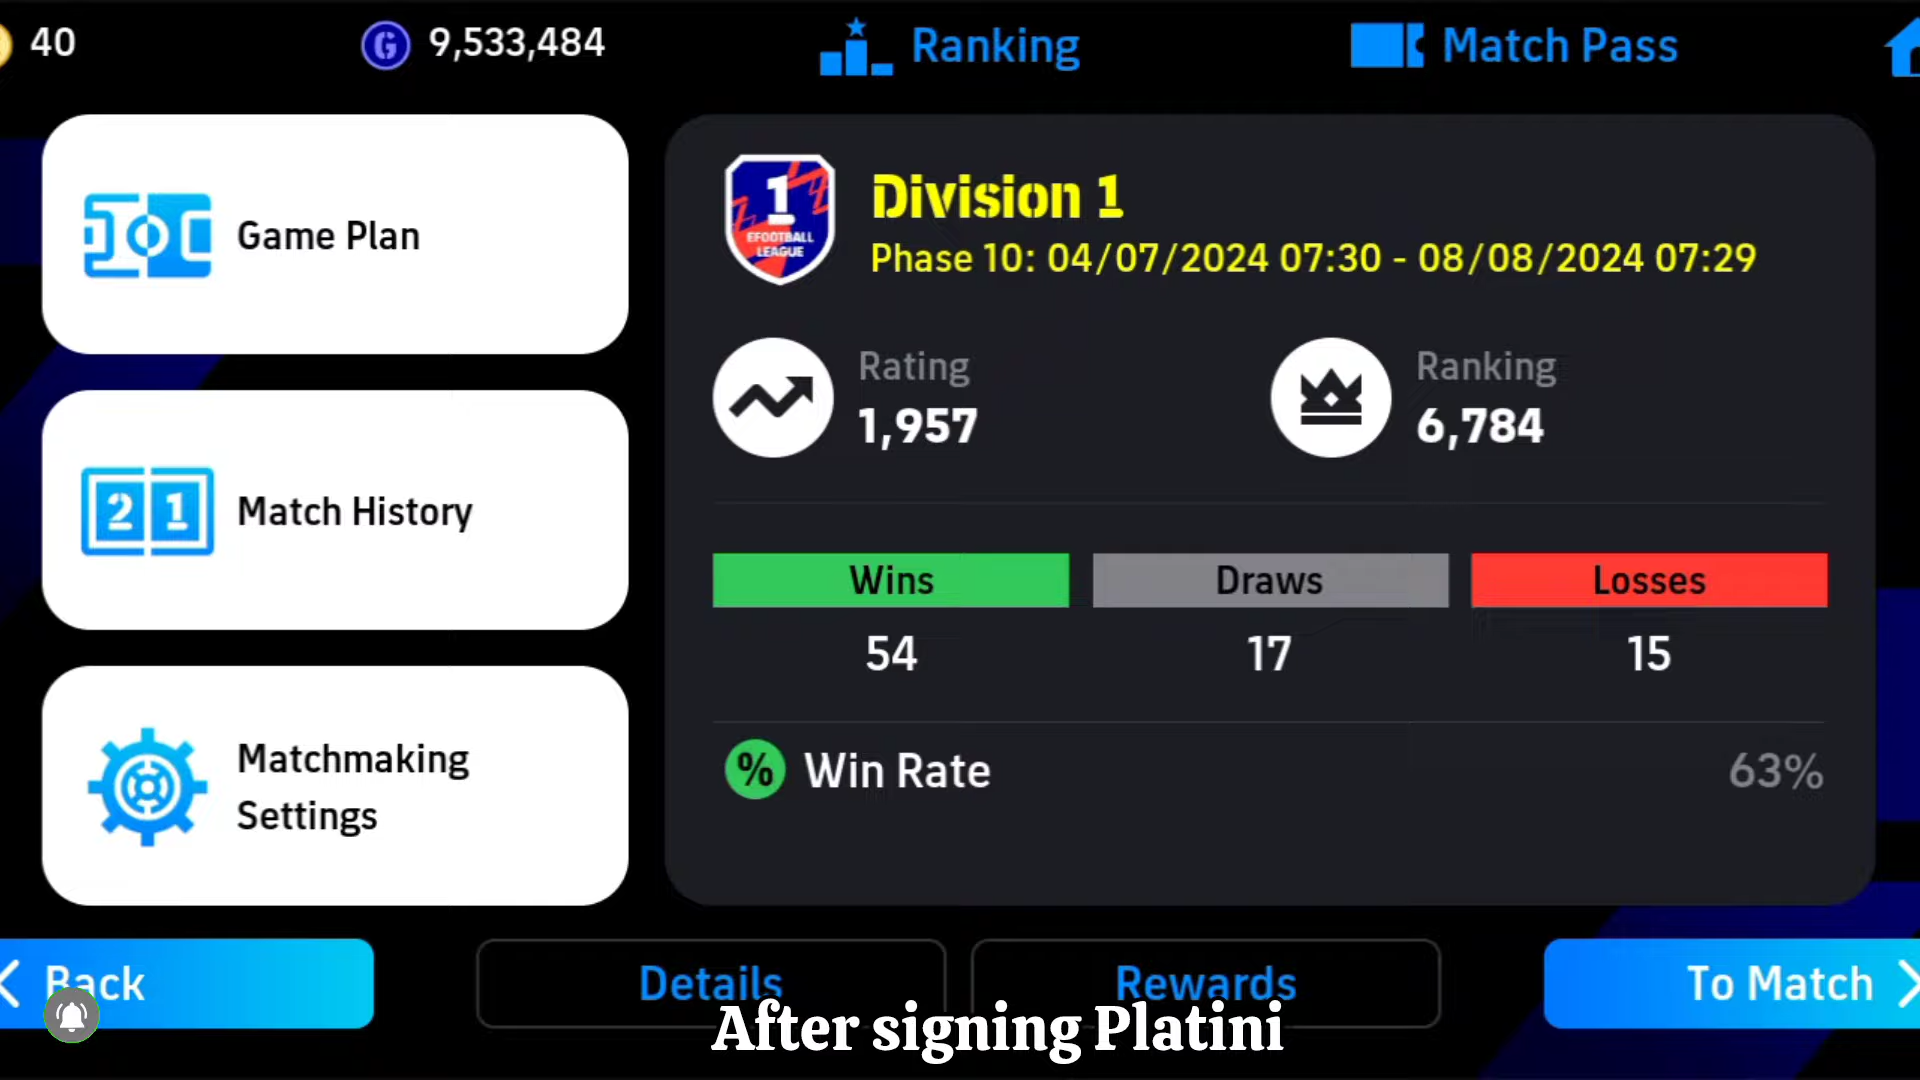 40
9,533,484
Ranking
Match Pass
Game Plan
2 1
Match History
Matchmaking
Settings
1
EFOOTBALL
LEAGUE
Division 1
Phase 10: 04/07/2024 07:30 - 08/08/2024 07:29
Rating
1,957
Ranking
6,784
Wins
Draws
Losses
54
17
15
% Win Rate
63%
Back
Details
Rewards
To Match
After signing Platini